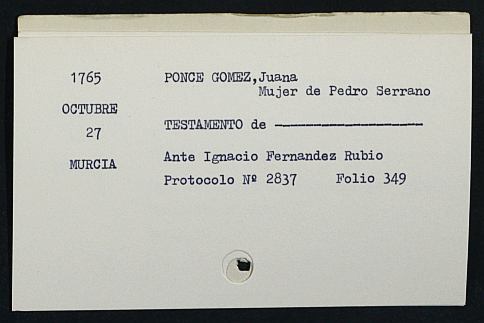 1765
OCTUBRE
27
MURCIA
PONCE GOMEZ,Juana
Mujer de Pedro Serrano
TESTAMENTO de -------------------
Ante Ignacio Fernandez Rubio
Protocolo Nº 2837 Folio 349